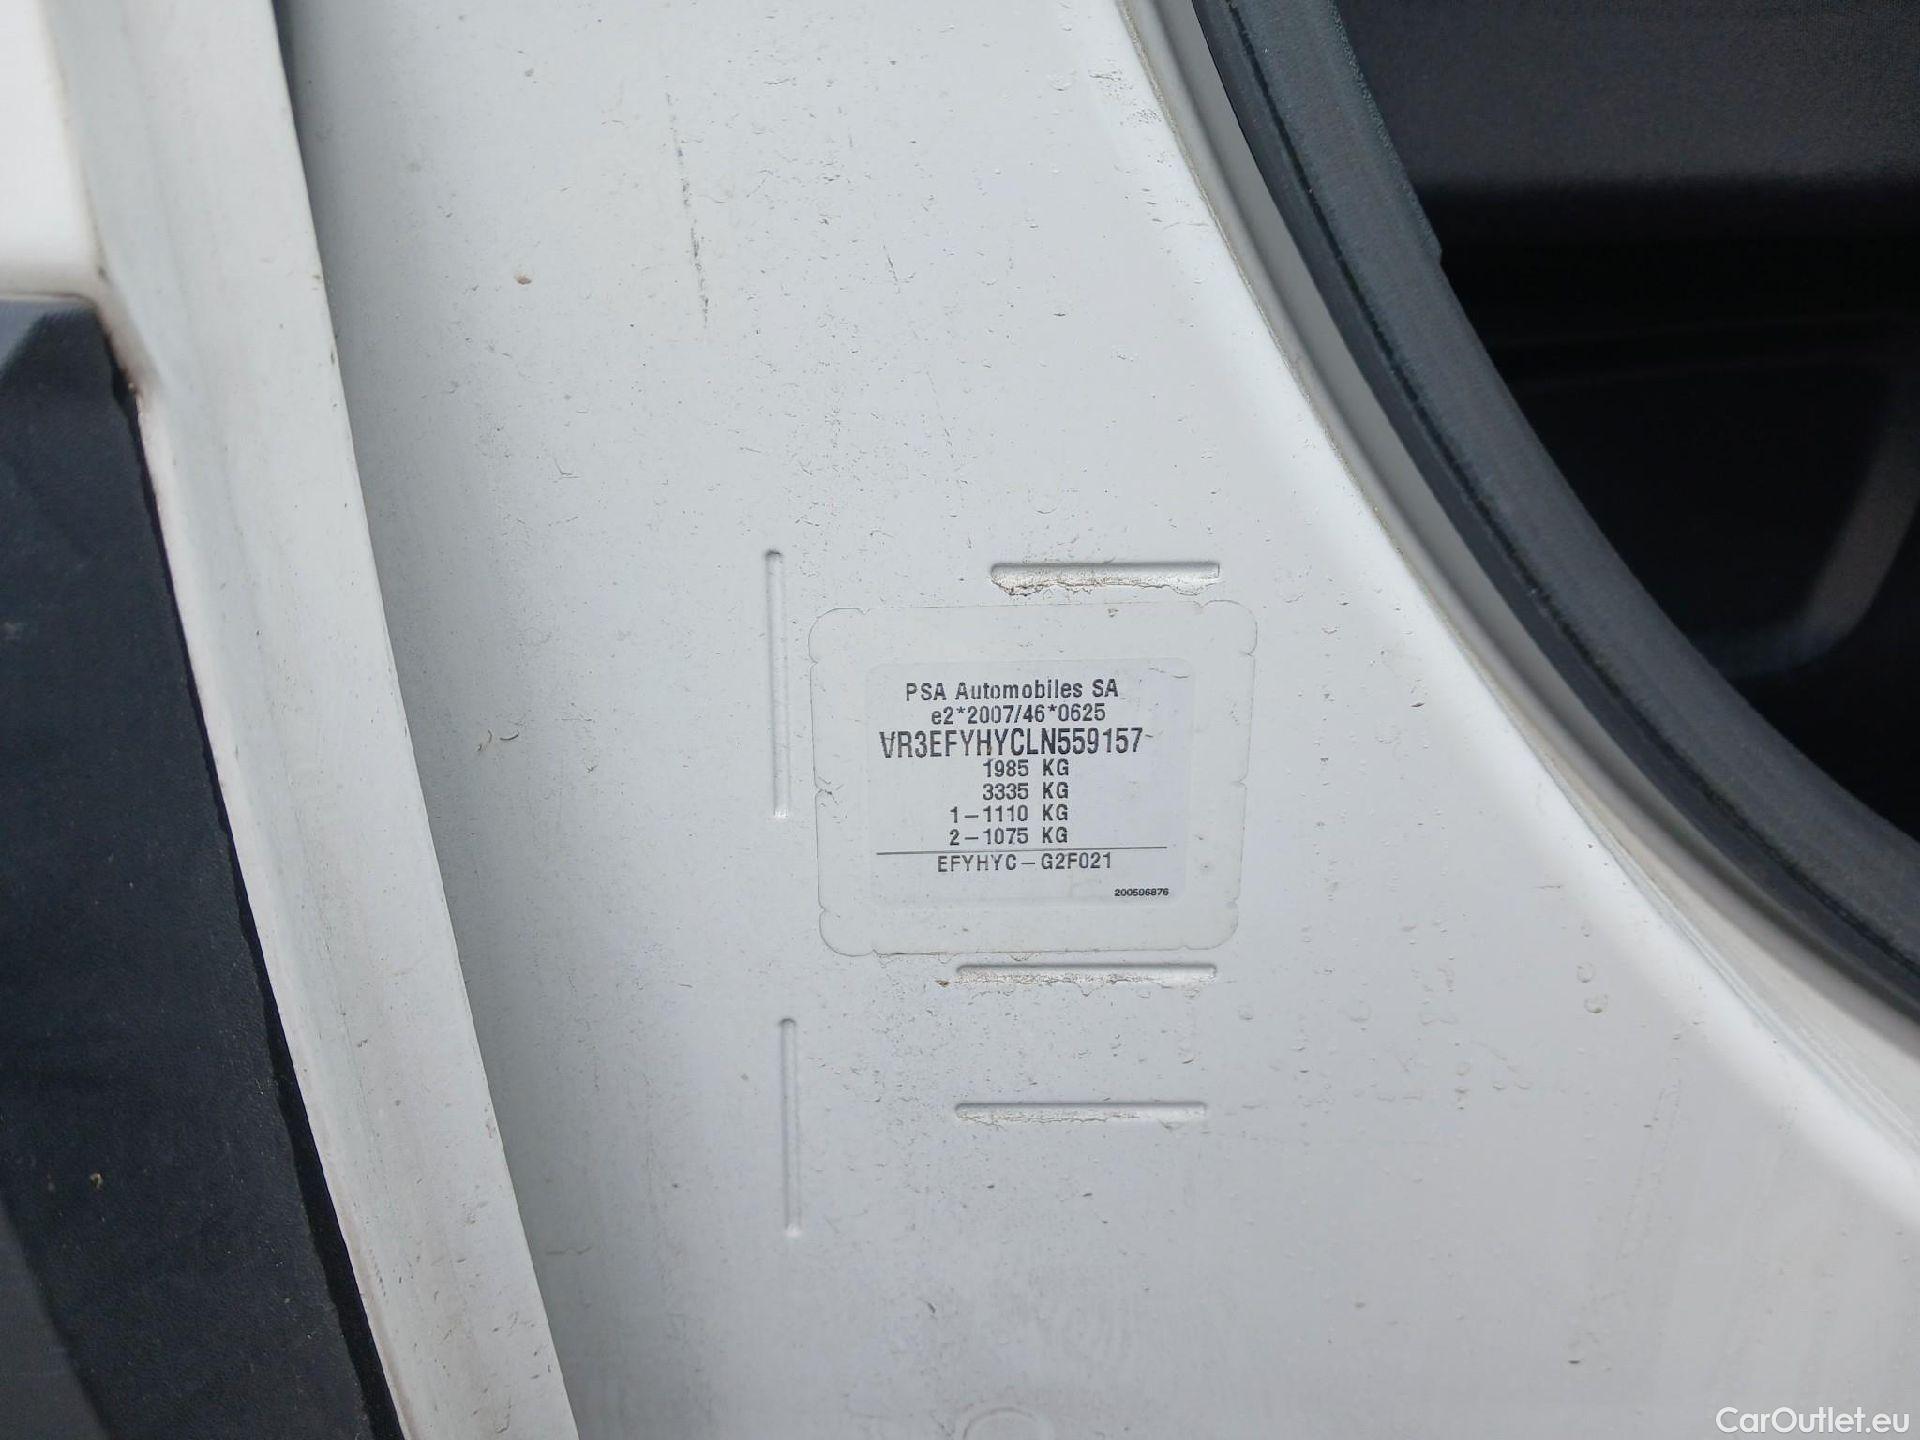 PSA Automobiles SA
e2*2007/46*0625
VR3EFYHYCLN559157
1985 KG
3335 KG
1-1110 KG
2-1075 KG
EFYHYC-G2F021
200506876
CarOutlet.eu